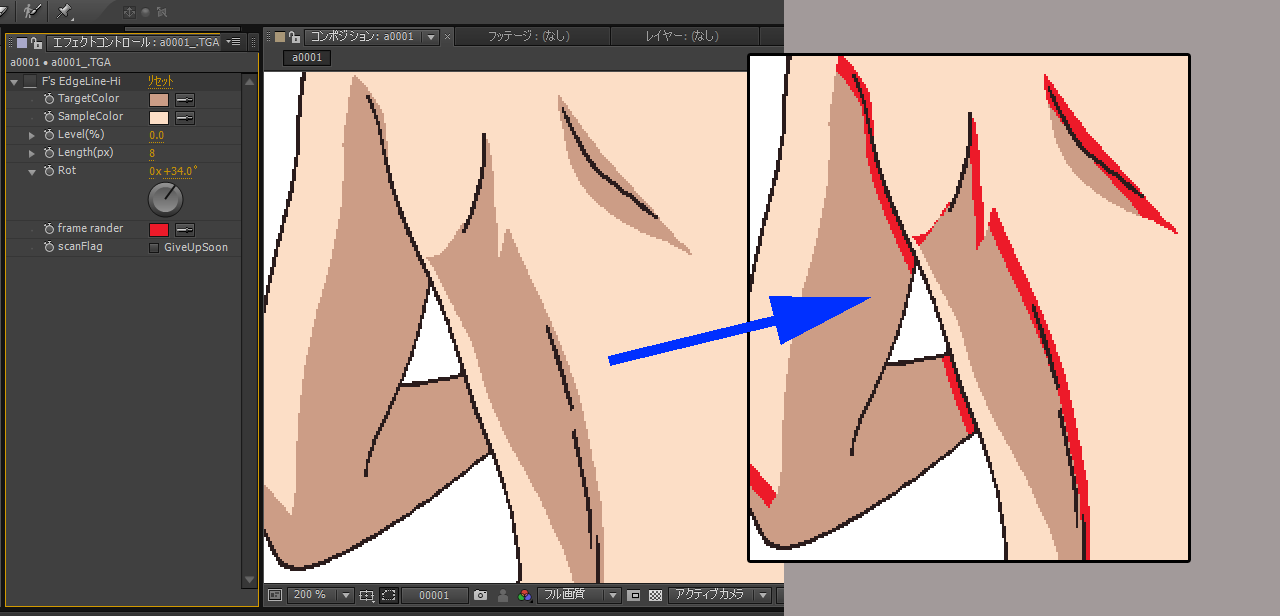 エフェクトコントロール: a0001_.TGA
a0001 • a0001_.TGA
F's EdgeLine-Hi リセット
TargetColor
SampleColor
Level(%) 0.0
Length(px) 8
Rot 0x+34.0°
frame rander
scanFlag GiveUpSoon
コンポジション: a0001
フッテージ: (なし)
レイヤー: (なし)
a0001
200 %
00001
フル画質
アクティブカメラ